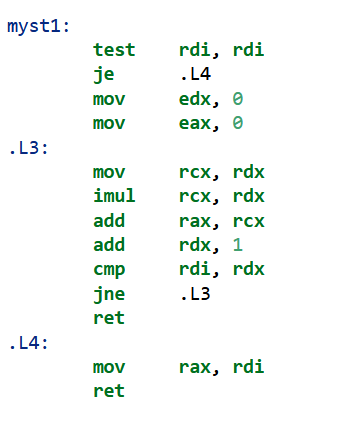 myst1:
test rdi, rdi
je .L4
mov edx, 0
mov eax, 0
.L3:
mov rcx, rdx
imul rcx, rdx
add rax, rcx
add rdx, 1
cmp rdi, rdx
jne .L3
ret
.L4:
mov rax, rdi
ret